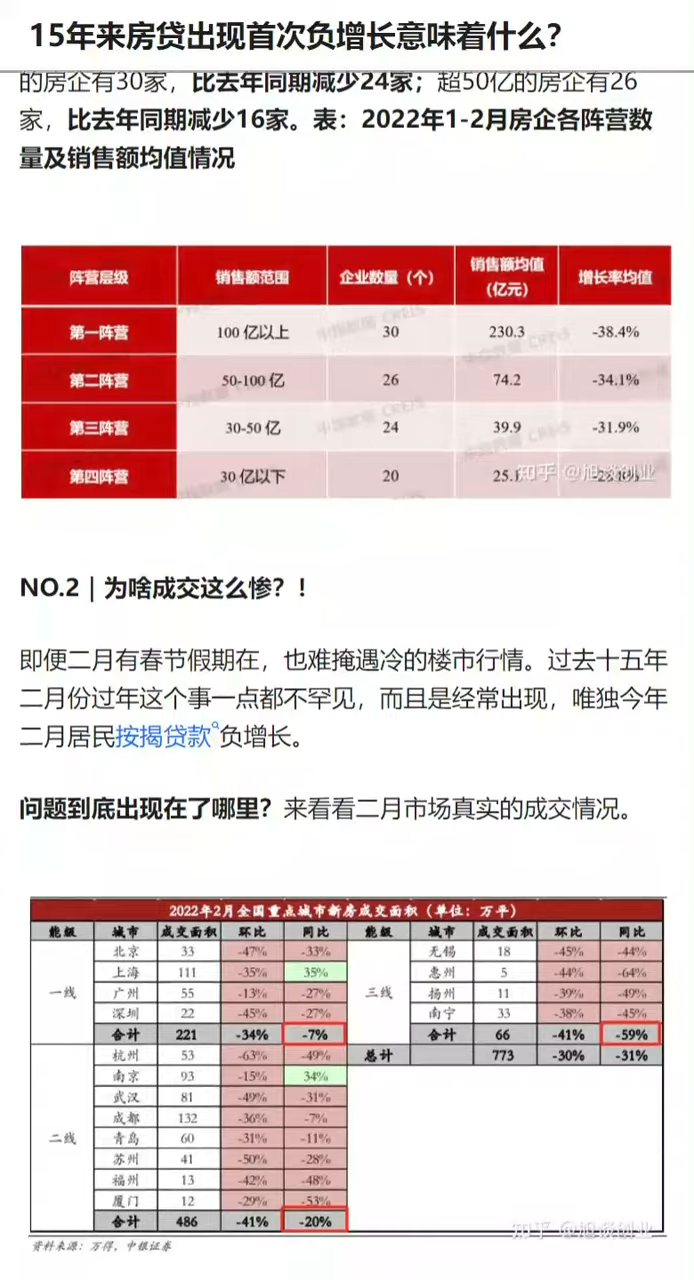 15年来房贷出现首次负增长意味着什么？
的房企有30家，比去年同期减少24家；超50亿的房企有26
家，比去年同期减少16家。表：2022年1-2月房企各阵营数
量及销售额均值情况
阵营层级 销售额范围 企业数量（个） 销售额均值（亿元） 增长率均值
第一阵营 100亿以上 30 230.3 -38.4%
第二阵营 50-100亿 26 74.2 -34.1%
第三阵营 30-50亿 24 39.9 -31.9%
第四阵营 30亿以下 20 25.1
知乎 @旭焱创业
NO.2｜为啥成交这么惨？！
即便二月有春节假期在，也难掩遇冷的楼市行情。过去十五年
二月份过年这个事一点都不罕见，而且是经常出现，唯独今年
二月居民按揭贷款负增长。
问题到底出现在了哪里？来看看二月市场真实的成交情况。
2022年2月全国重点城市新房成交面积（单位：万平）
能级 城市 成交面积 环比 同比 能级 城市 成交面积 环比 同比
一线 北京 33 -47% -33% 三线 无锡 18 -45% -44%
上海 111 -35% 35% 惠州 5 -44% -64%
广州 55 -13% -27% 扬州 11 -39% -49%
深圳 22 -45% -27% 南宁 33 -38% -45%
合计 221 -34% -7% 合计 66 -41% -59%
二线 杭州 53 -63% -49% 总计 773 -30% -31%
南京 93 -15% 34%
武汉 81 -49% -31%
成都 132 -36% -7%
青岛 60 -31% -11%
苏州 41 -50% -28%
福州 13 -42% -48%
厦门 12 -29% -53%
合计 486 -41% -20%
知乎 @旭焱创业
资料来源：万得，中银证券